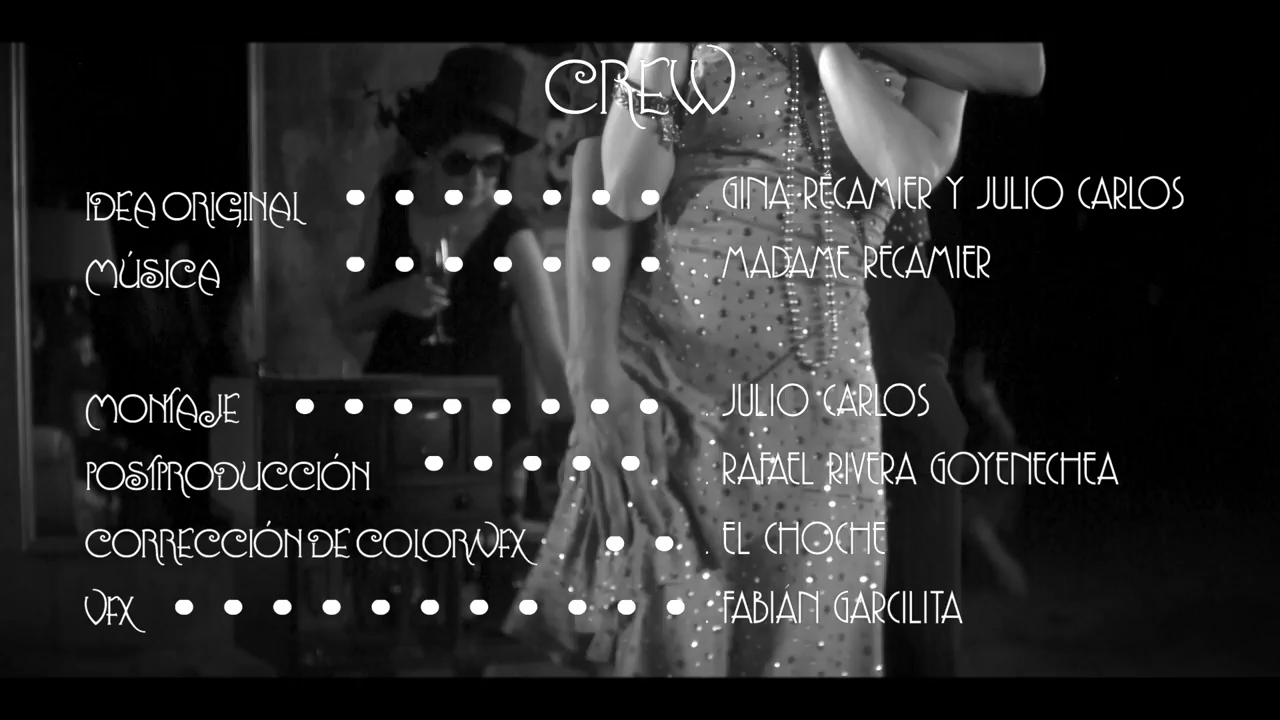 CREW
IDEA ORIGINAL . . . . . . . . GINA RECAMIER Y JULIO CARLOS
MÚSICA . . . . . . . . MADAME RECAMIER
MONTAJE . . . . . . . . . JULIO CARLOS
POSTPRODUCCIÓN . . . . . . RAFAEL RIVERA GOYENECHEA
CORRECCIÓN DE COLOR/VFX . . . EL CHOCHE
VFX . . . . . . . . . . . . FABIÁN GARCILITA